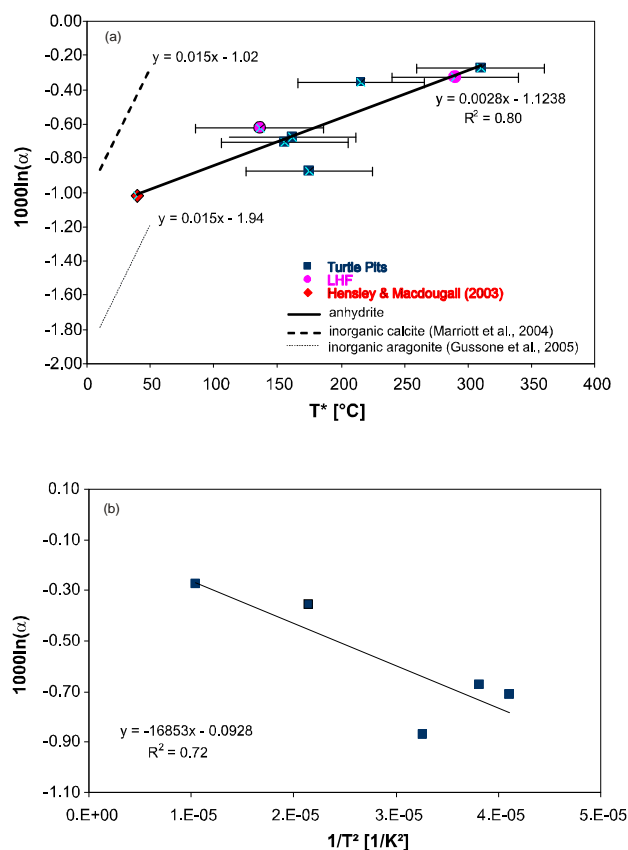 (a)
0.00
-0.20
-0.40
-0.60
-0.80
-1.00
-1.20
-1.40
-1.60
-1.80
-2.00
1000ln(α)
y = 0.015x - 1.02
y = 0.0028x - 1.1238
R² = 0.80
y = 0.015x - 1.94
Turtle Pits
LHF
Hensley & Macdougall (2003)
anhydrite
inorganic calcite (Marriott et al., 2004)
inorganic aragonite (Gussone et al., 2005)
0 50 100 150 200 250 300 350 400
T* [°C]
(b)
0.10
-0.10
-0.30
-0.50
-0.70
-0.90
-1.10
1000ln(α)
y = -16853x - 0.0928
R² = 0.72
0.E+00 1.E-05 2.E-05 3.E-05 4.E-05 5.E-05
1/T² [1/K²]